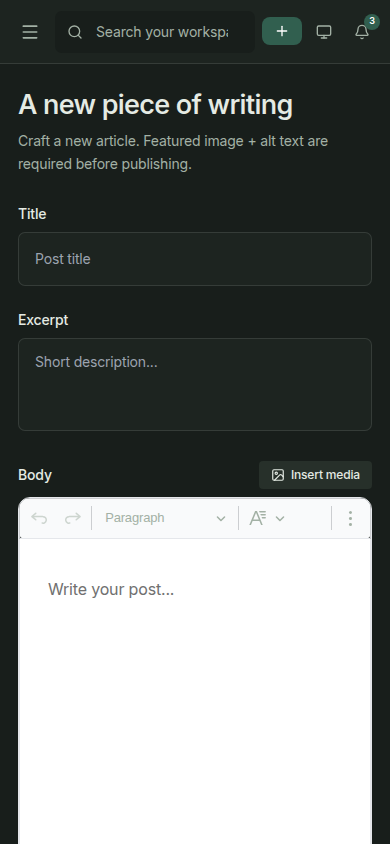 Search your workspa
3
A new piece of writing
Craft a new article. Featured image + alt text are
required before publishing.
Title
Post title
Excerpt
Short description...
Body
Insert media
Paragraph
A
Write your post...